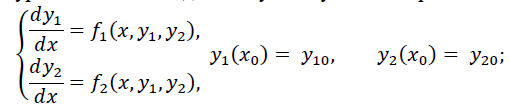 dy₁/dx = f₁(x, y₁, y₂),
y₁(x₀) = y₁₀, y₂(x₀) = y₂₀;
dy₂/dx = f₂(x, y₁, y₂),